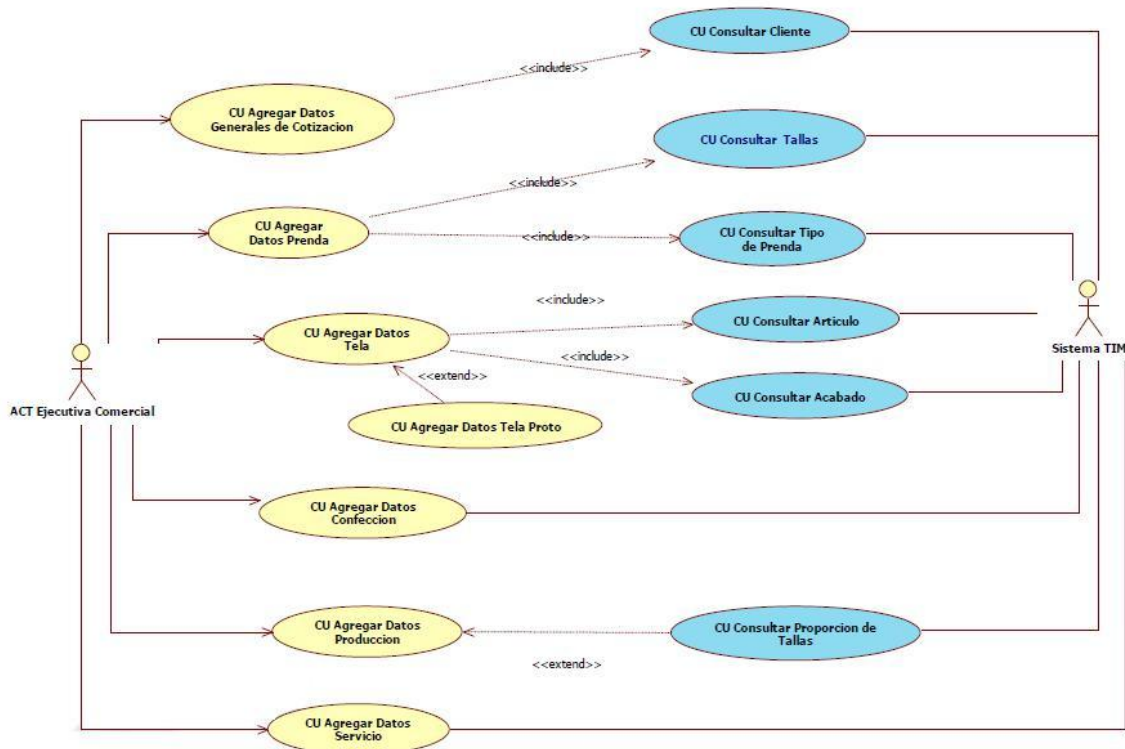 CU Consultar Cliente
<<include>>
CU Agregar Datos
Generales de Cotizacion
CU Consultar Tallas
<<include>>
CU Agregar
Datos Prenda
<<include>>
CU Consultar Tipo
de Prenda
<<include>>
CU Agregar Datos
Tela
CU Consultar Articulo
Sistema TIM
ACT Ejecutiva Comercial
<<include>>
<<extend>>
CU Consultar Acabado
CU Agregar Datos Tela Proto
CU Agregar Datos
Confeccion
CU Agregar Datos
Produccion
CU Consultar Proporcion de
Tallas
<<extend>>
CU Agregar Datos
Servicio